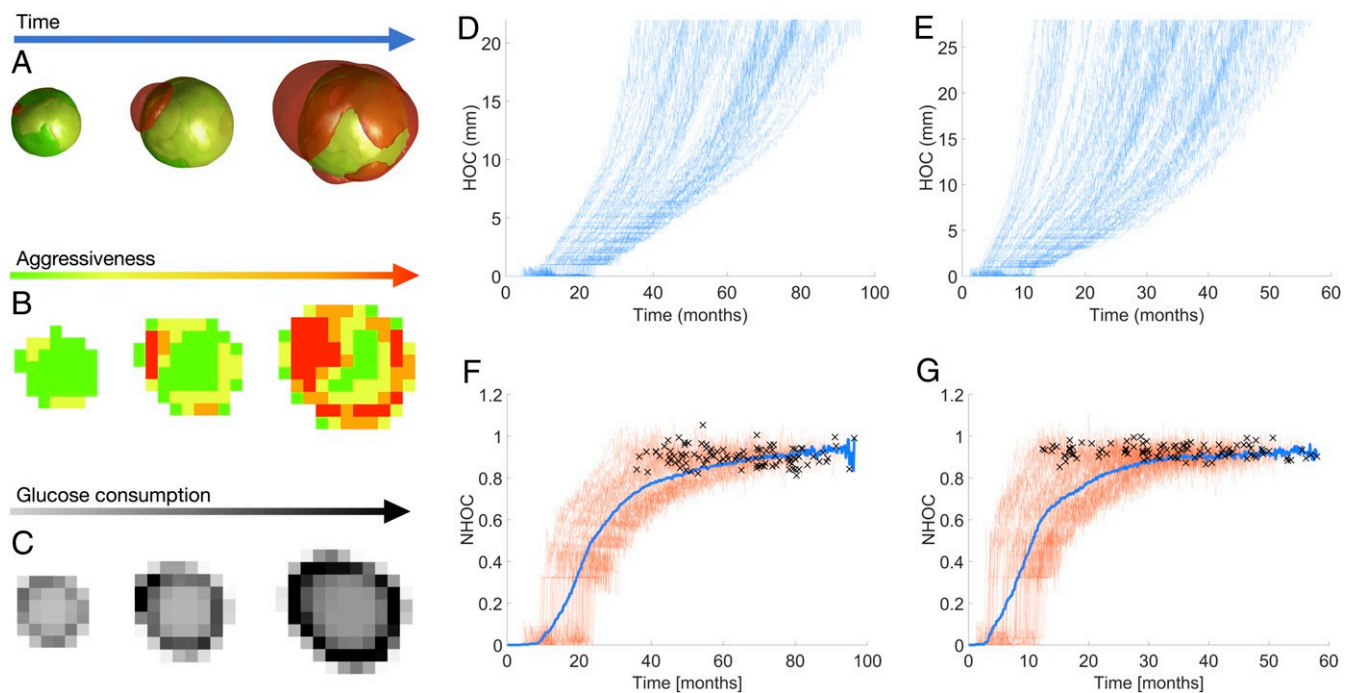 Time
A
Aggressiveness
B
Glucose consumption
C
D
20
15
10
5
0
HOC (mm)
0 20 40 60 80 100
Time (months)
E
25
20
15
10
5
0
HOC (mm)
0 10 20 30 40 50 60
Time (months)
F
1.2
1
0.8
0.6
0.4
0.2
0
NHOC
0 20 40 60 80 100
Time [months]
G
1.2
1
0.8
0.6
0.4
0.2
0
NHOC
0 10 20 30 40 50 60
Time [months]